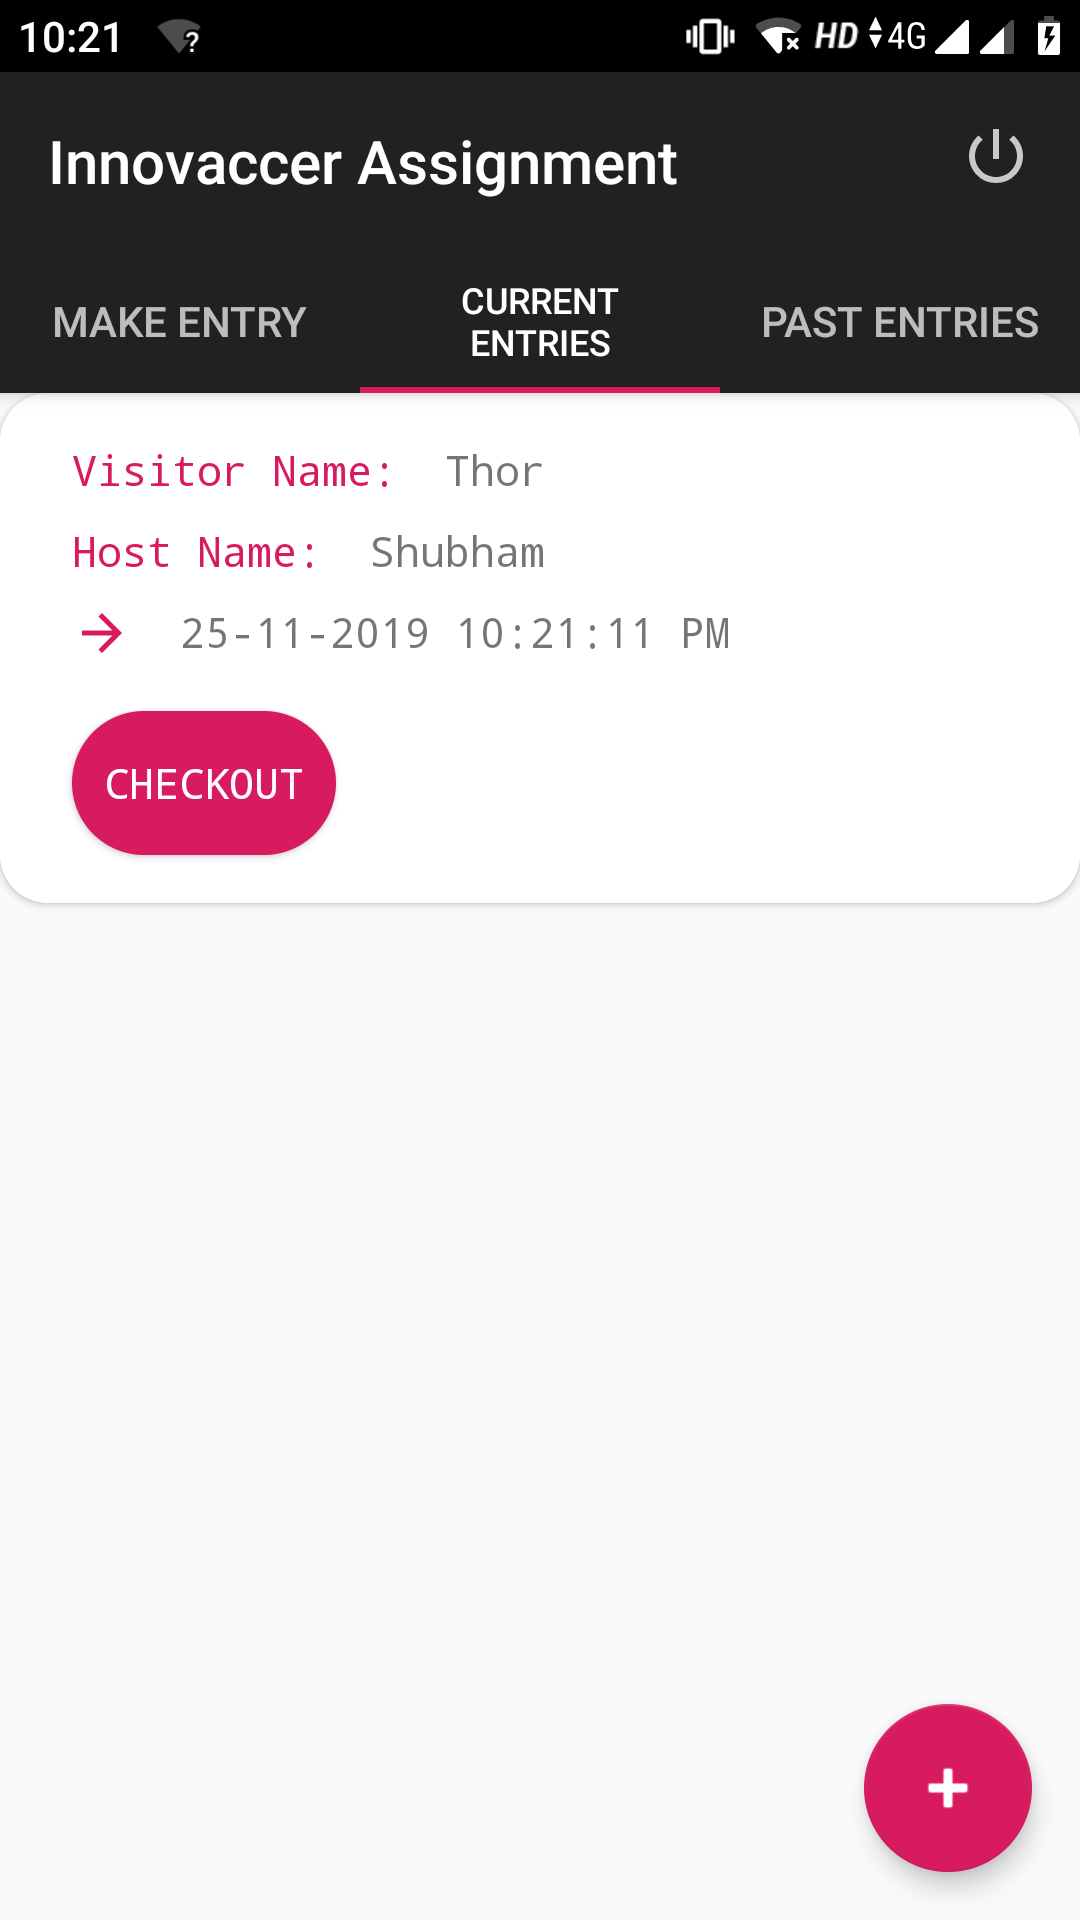 10:21 ? HD 4G
Innovaccer Assignment
MAKE ENTRY
CURRENT
ENTRIES
PAST ENTRIES
Visitor Name: Thor
Host Name: Shubham
25-11-2019 10:21:11 PM
CHECKOUT